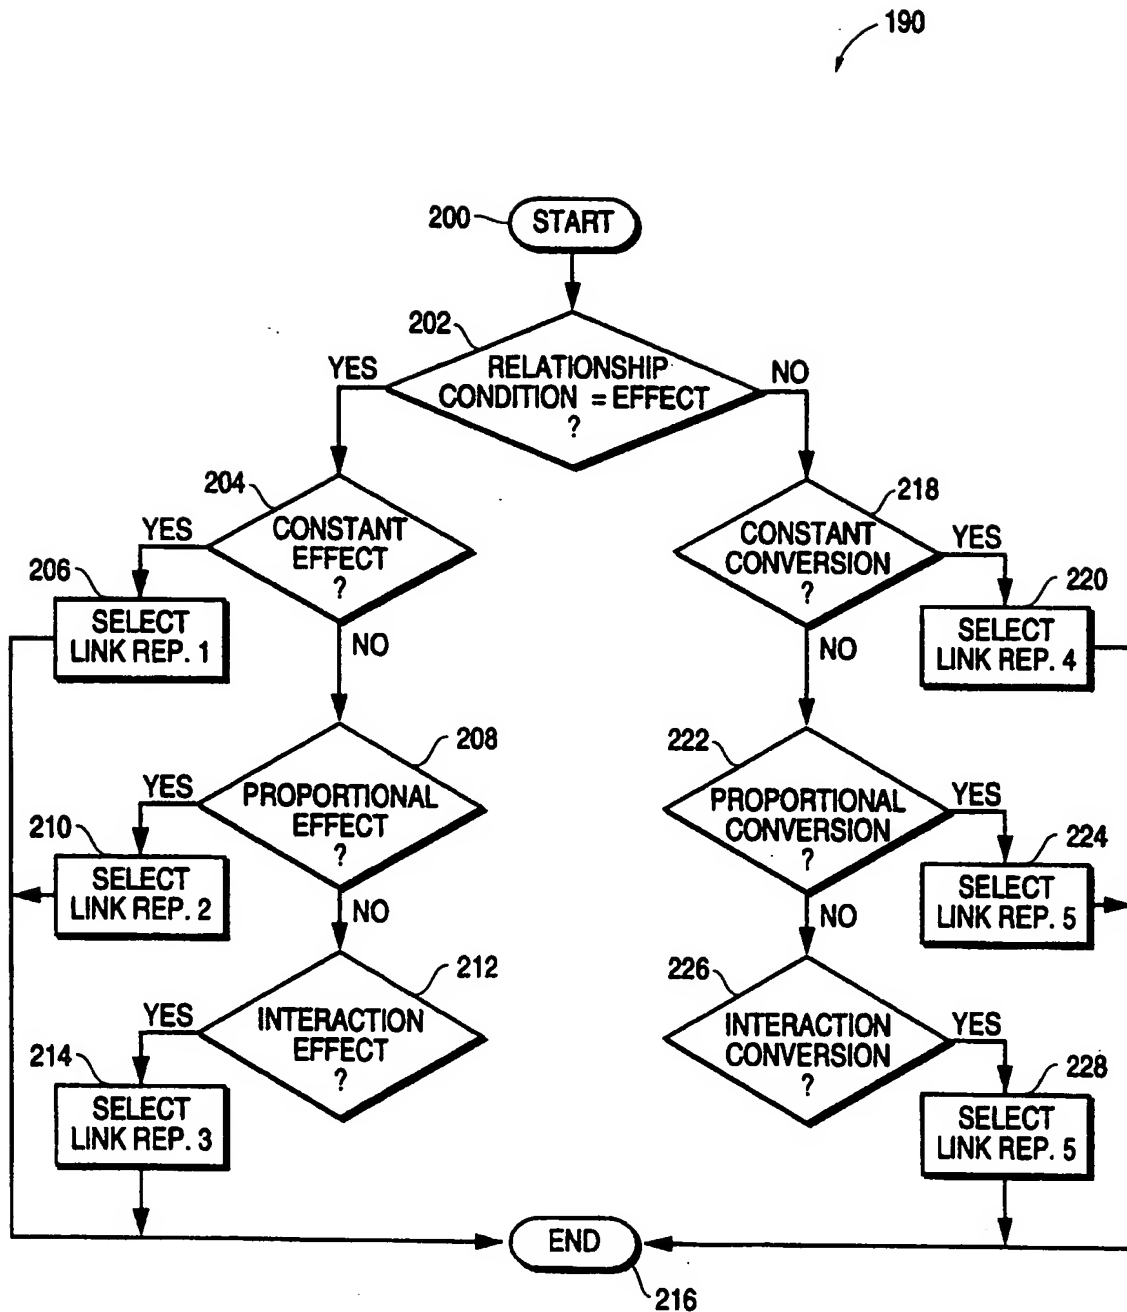 190
200
START
202
YES
RELATIONSHIP
CONDITION = EFFECT
?
NO
204
YES
CONSTANT
EFFECT
?
NO
206
SELECT
LINK REP. 1
218
CONSTANT
CONVERSION
?
YES
NO
220
SELECT
LINK REP. 4
208
YES
PROPORTIONAL
EFFECT
?
NO
210
SELECT
LINK REP. 2
222
PROPORTIONAL
CONVERSION
?
YES
NO
224
SELECT
LINK REP. 5
212
YES
INTERACTION
EFFECT
?
214
SELECT
LINK REP. 3
226
INTERACTION
CONVERSION
?
YES
228
SELECT
LINK REP. 5
END
216